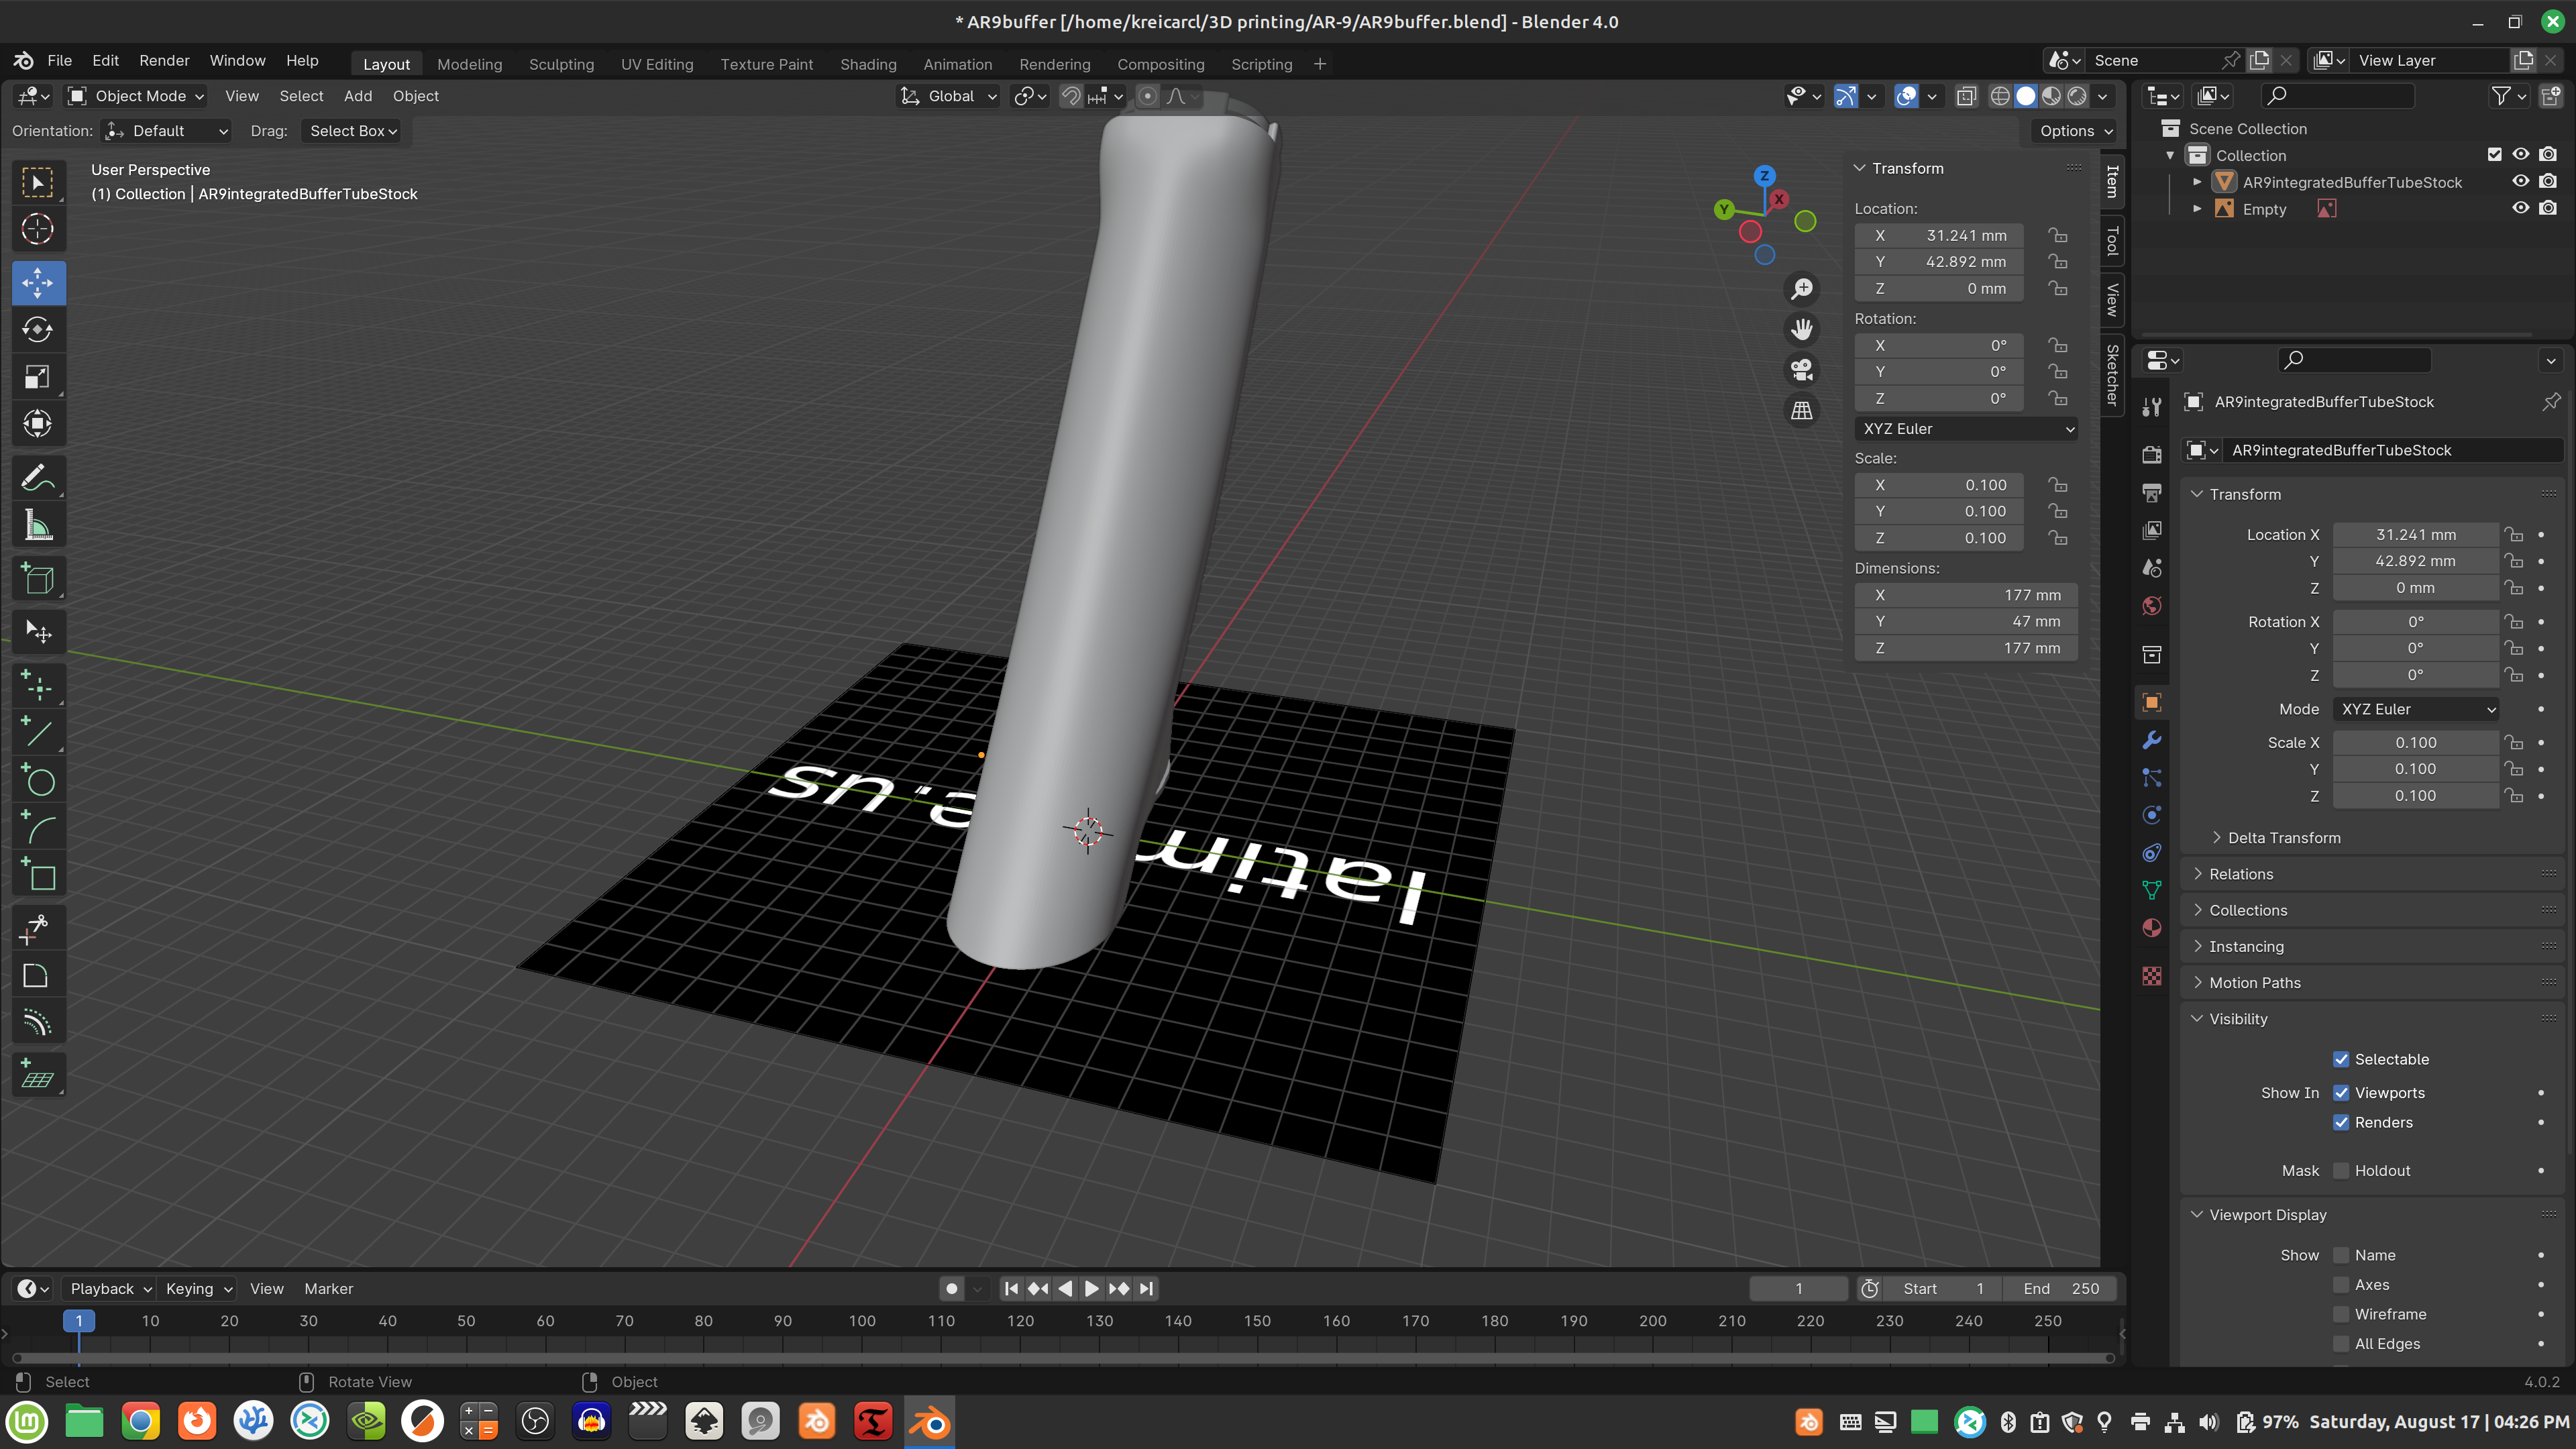 * AR9buffer [/home/kreicarcl/3D printing/AR-9/AR9buffer.blend] - Blender 4.0
File Edit Render Window Help Layout Modeling Sculpting UV Editing Texture Paint Shading Animation Rendering Compositing Scripting + Scene View Layer
Object Mode View Select Add Object Global
Orientation: Default Drag: Select Box Options
User Perspective
(1) Collection | AR9integratedBufferTubeStock
Z
X
Y
Transform
Location:
X 31.241 mm
Y 42.892 mm
Z 0 mm
Rotation:
X 0°
Y 0°
Z 0°
XYZ Euler
Scale:
X 0.100
Y 0.100
Z 0.100
Dimensions:
X 177 mm
Y 47 mm
Z 177 mm
Item
Tool
View
Sketcher
Scene Collection
Collection
AR9integratedBufferTubeStock
Empty
AR9integratedBufferTubeStock
AR9integratedBufferTubeStock
Transform
Location X 31.241 mm
Y 42.892 mm
Z 0 mm
Rotation X 0°
Y 0°
Z 0°
Mode XYZ Euler
Scale X 0.100
Y 0.100
Z 0.100
Delta Transform
Relations
Collections
Instancing
Motion Paths
Visibility
Selectable
Show In Viewports
Renders
Mask Holdout
Viewport Display
Show Name
Axes
Wireframe
All Edges
Playback Keying View Marker 1 Start 1 End 250
1 10 20 30 40 50 60 70 80 90 100 110 120 130 140 150 160 170 180 190 200 210 220 230 240 250
Select Rotate View Object 4.0.2
97% Saturday, August 17 | 04:26 PM